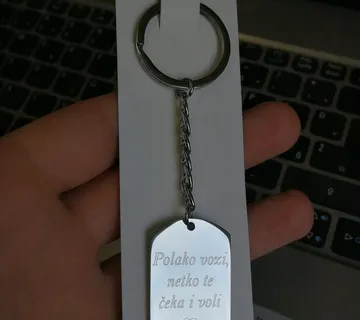 Polako vozi,
netko te
čeka i voli